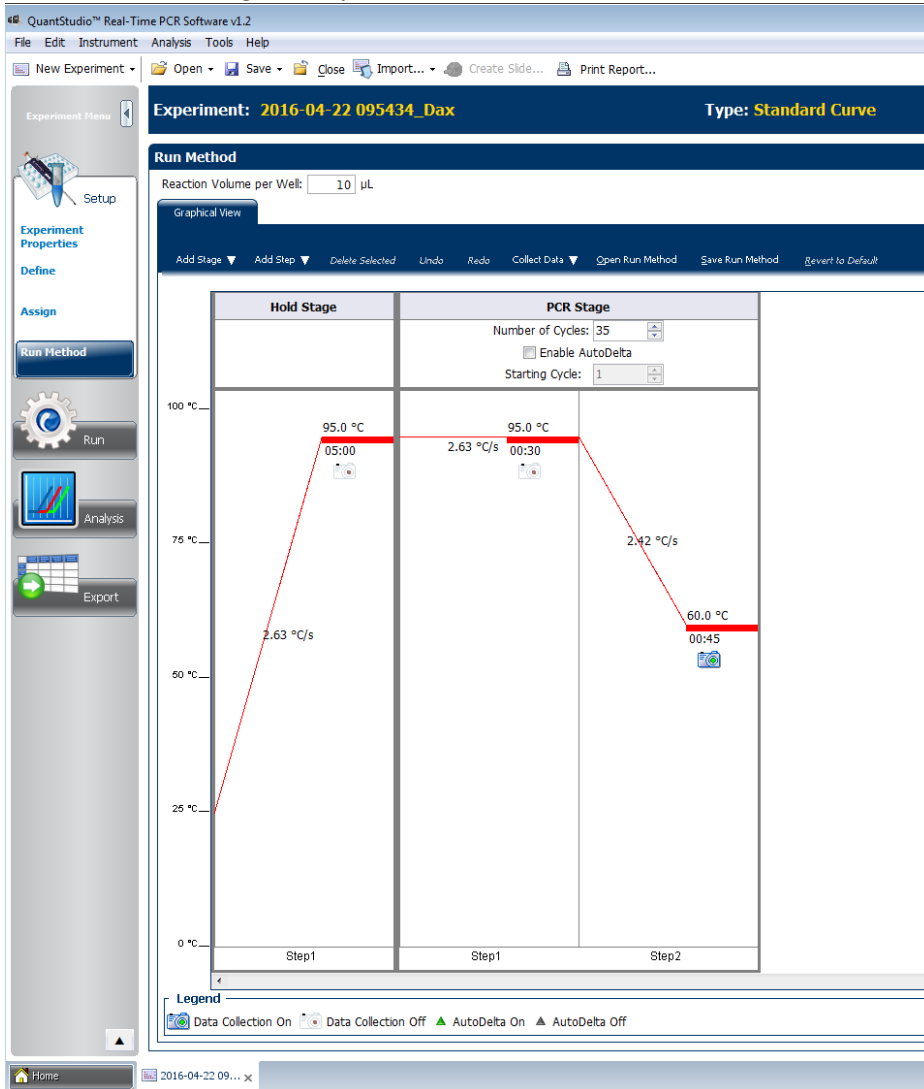 QuantStudio™ Real-Time PCR Software v1.2
File Edit Instrument Analysis Tools Help
New Experiment Open Save Close Import... Create Slide... Print Report...
Experiment Menu
Experiment: 2016-04-22 095434_Dax Type: Standard Curve
Run Method
Reaction Volume per Well: 10 µL
Graphical View
Add Stage Add Step Delete Selected Undo Redo Collect Data Open Run Method Save Run Method Revert to Default
Setup
Experiment
Properties
Define
Assign
Run Method
Run
Analysis
Export
Hold Stage PCR Stage
Number of Cycles: 35
Enable AutoDelta
Starting Cycle: 1
100 °C
95.0 °C 95.0 °C
05:00 2.63 °C/s 00:30
75 °C 2.42 °C/s
60.0 °C
2.63 °C/s 00:45
50 °C
25 °C
0 °C
Step1 Step1 Step2
Legend
Data Collection On Data Collection Off AutoDelta On AutoDelta Off
Home 2016-04-22 09... x